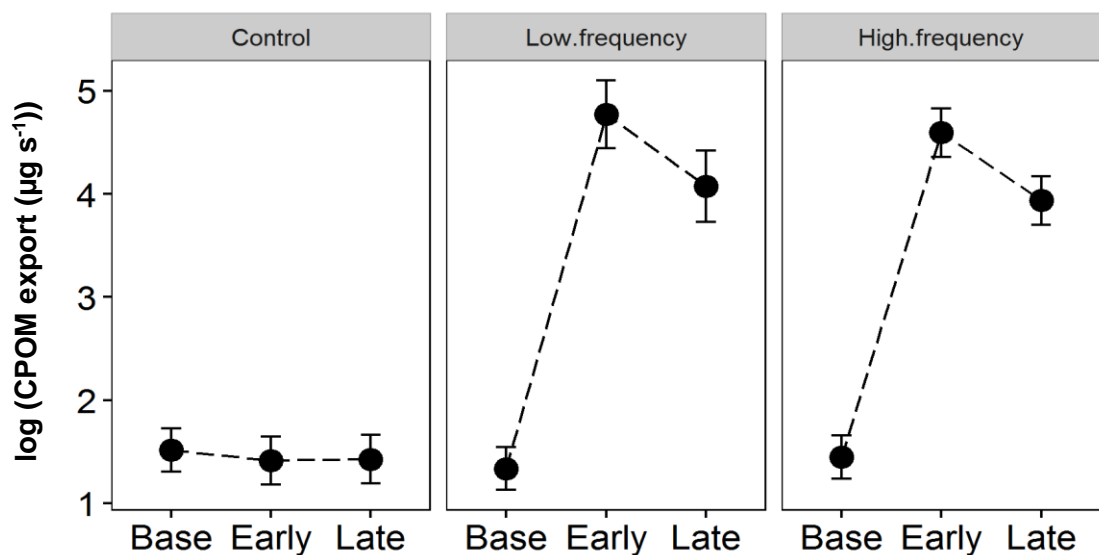 Control
Low.frequency
High.frequency
log (CPOM export (µg s⁻¹))
5
4
3
2
1
Base Early Late
Base Early Late
Base Early Late